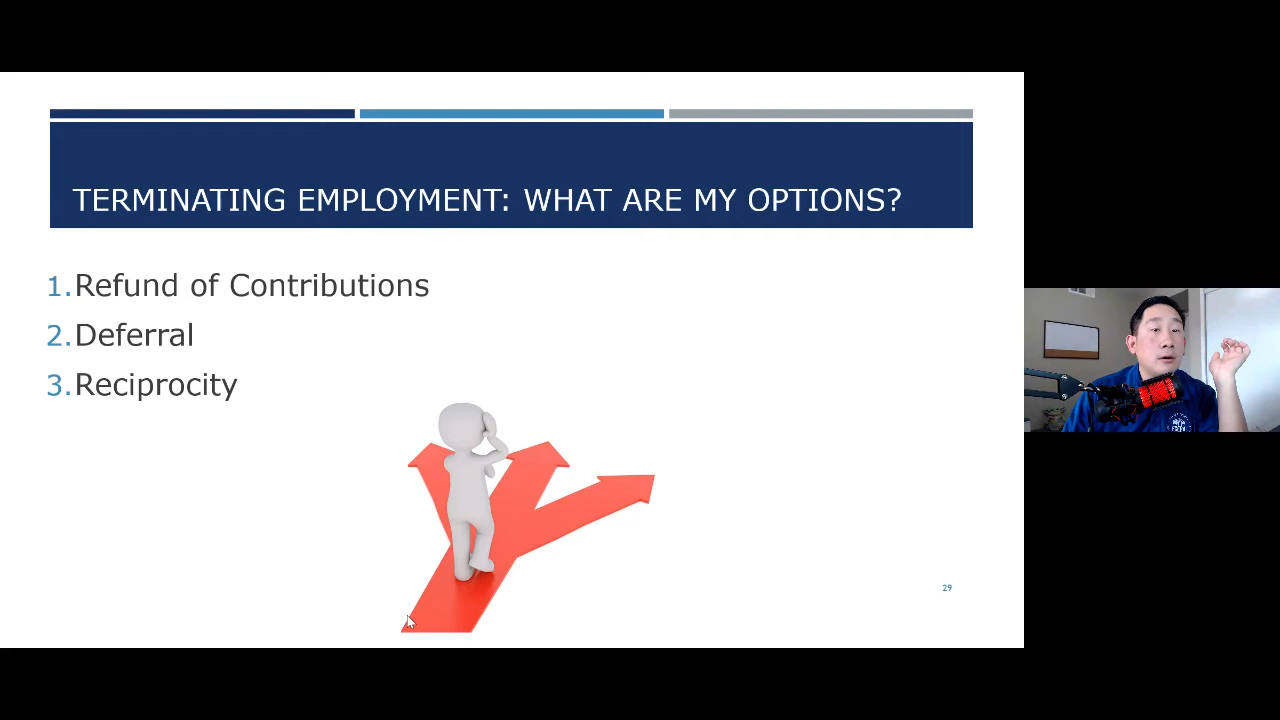 TERMINATING EMPLOYMENT: WHAT ARE MY OPTIONS?
1. Refund of Contributions
2. Deferral
3. Reciprocity
29